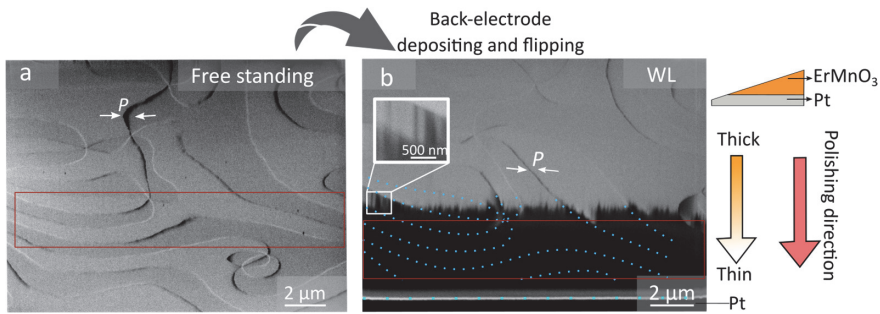 Back-electrode
depositing and flipping
a
Free standing
P
2 μm
b
WL
500 nm
P
2 μm
ErMnO₃
Pt
Thick
Thin
Polishing direction
Pt